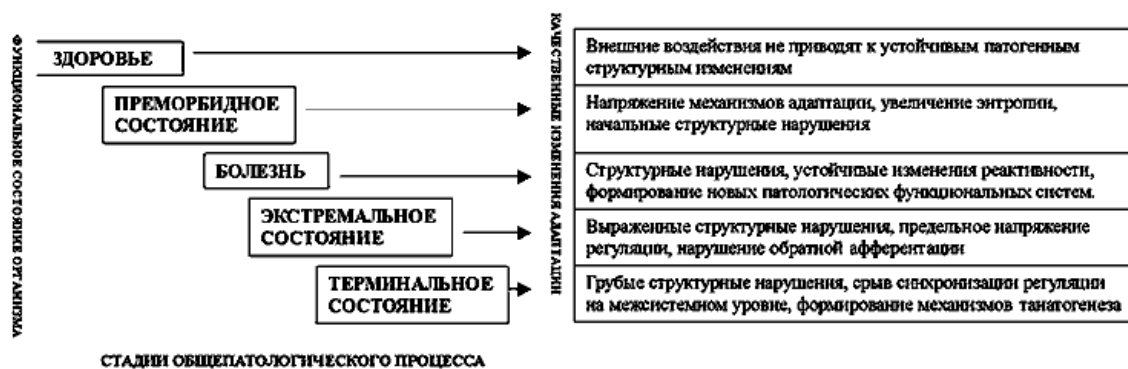 ФУНКЦИОНАЛЬНОЕ СОСТОЯНИЕ ОРГАНИЗМА
ЗДОРОВЬЕ
ПРЕМОРБИДНОЕ
СОСТОЯНИЕ
БОЛЕЗНЬ
ЭКСТРЕМАЛЬНОЕ
СОСТОЯНИЕ
ТЕРМИНАЛЬНОЕ
СОСТОЯНИЕ
СТАДИИ ОБЩЕПАТОЛОГИЧЕСКОГО ПРОЦЕССА
КАЧЕСТВЕННЫЕ ИЗМЕНЕНИЯ АДАПТАЦИИ
Внешние воздействия не приводят к устойчивым патогенным
структурным изменениям
Напряжение механизмов адаптации, увеличение энтропии,
начальные структурные нарушения
Структурные нарушения, устойчивые изменения реактивности,
формирование новых патологических функциональных систем.
Выраженные структурные нарушения, предельное напряжение
регуляции, нарушение обратной афферентации
Грубые структурные нарушения, срыв синхронизации регуляции
на межсистемном уровне, формирование механизмов танатогенеза